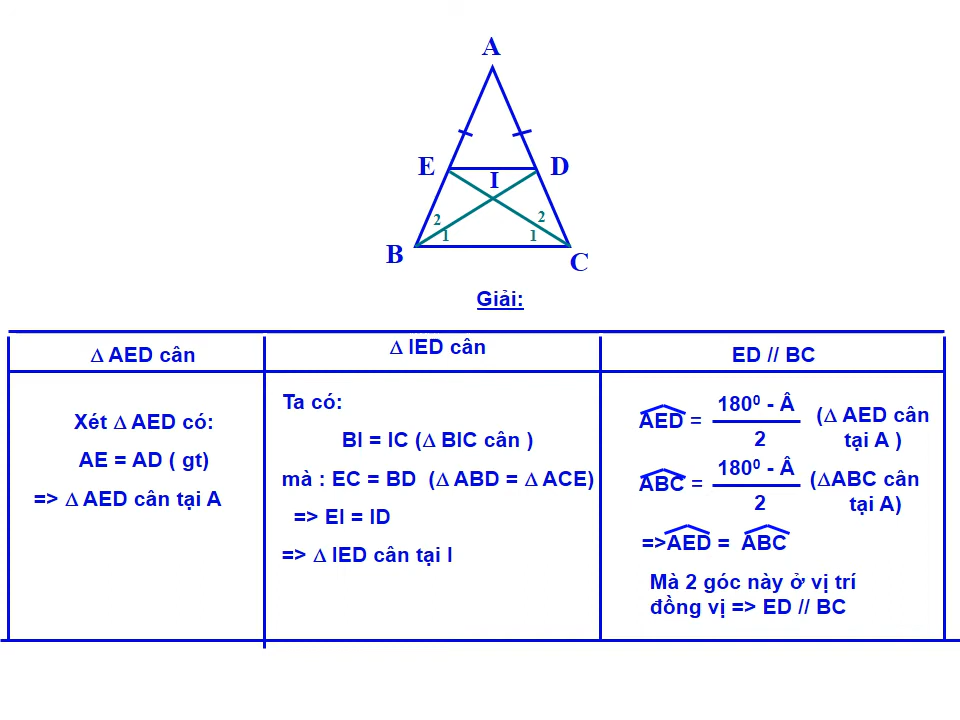 A
E
D
I
2
2
1
1
B
C
Giải:
∆ AED cân
∆ IED cân
ED // BC
Xét ∆ AED có:
AE = AD ( gt)
=> ∆ AED cân tại A
Ta có:
BI = IC (∆ BIC cân )
mà : EC = BD (∆ ABD = ∆ ACE)
=> EI = ID
=> ∆ IED cân tại I
AED = 180⁰ - Â / 2 (∆ AED cân
tại A )
ABC = 180⁰ - Â / 2 (∆ABC cân
tại A)
=>AED = ABC
Mà 2 góc này ở vị trí
đồng vị => ED // BC